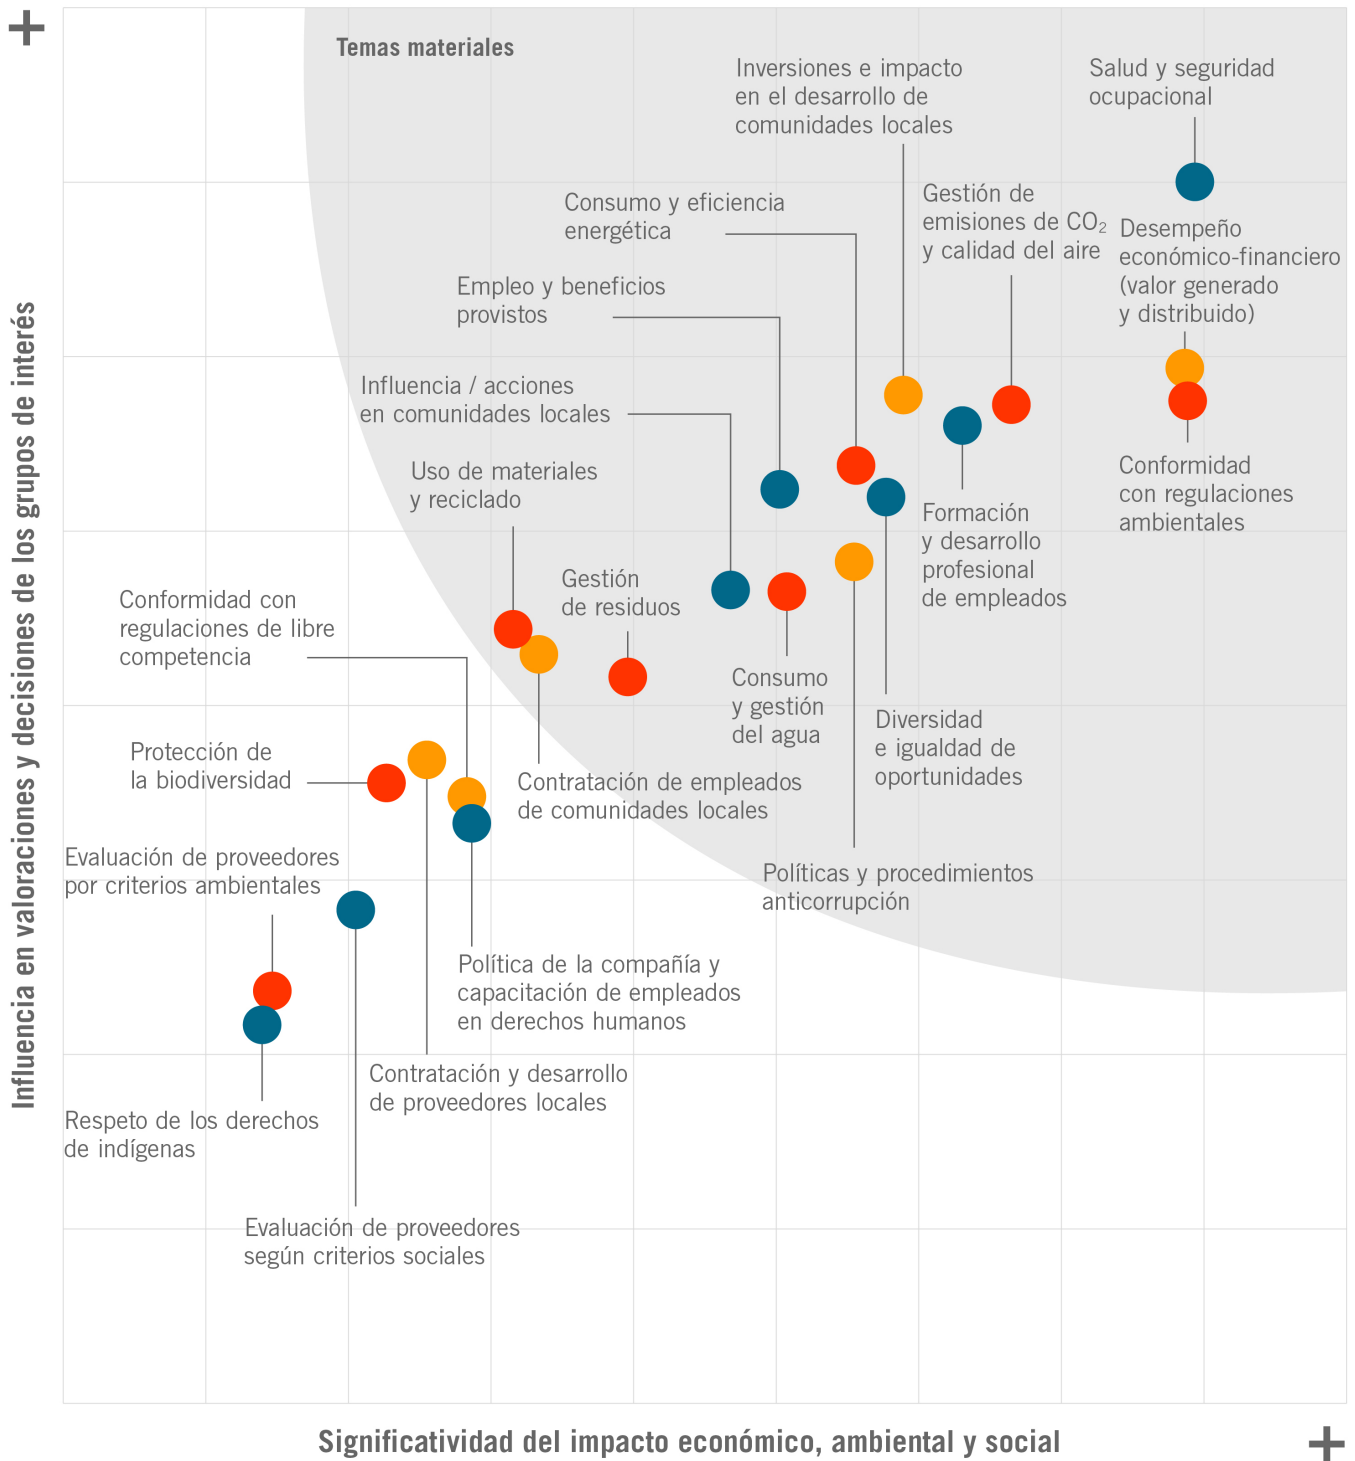 +
Temas materiales
Inversiones e impacto
en el desarrollo de
comunidades locales
Salud y seguridad
ocupacional
Consumo y eficiencia
energética
Gestión de
emisiones de CO₂
y calidad del aire
Desempeño
económico-financiero
(valor generado
y distribuido)
Empleo y beneficios
provistos
Influencia / acciones
en comunidades locales
Uso de materiales
y reciclado
Conformidad
con regulaciones
ambientales
Formación
y desarrollo
profesional
de empleados
Gestión
de residuos
Conformidad con
regulaciones de libre
competencia
Consumo
y gestión
del agua
Diversidad
e igualdad de
oportunidades
Protección de
la biodiversidad
Contratación de empleados
de comunidades locales
Evaluación de proveedores
por criterios ambientales
Políticas y procedimientos
anticorrupción
Política de la compañía y
capacitación de empleados
en derechos humanos
Contratación y desarrollo
de proveedores locales
Respeto de los derechos
de indígenas
Evaluación de proveedores
según criterios sociales
Influencia en valoraciones y decisiones de los grupos de interés
Significatividad del impacto económico, ambiental y social
+